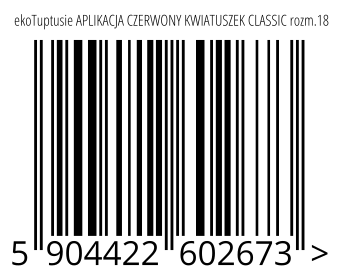 ekoTuptusie APLIKACJA CZERWONY KWIATUSZEK CLASSIC rozm.18
5 904422 602673 >